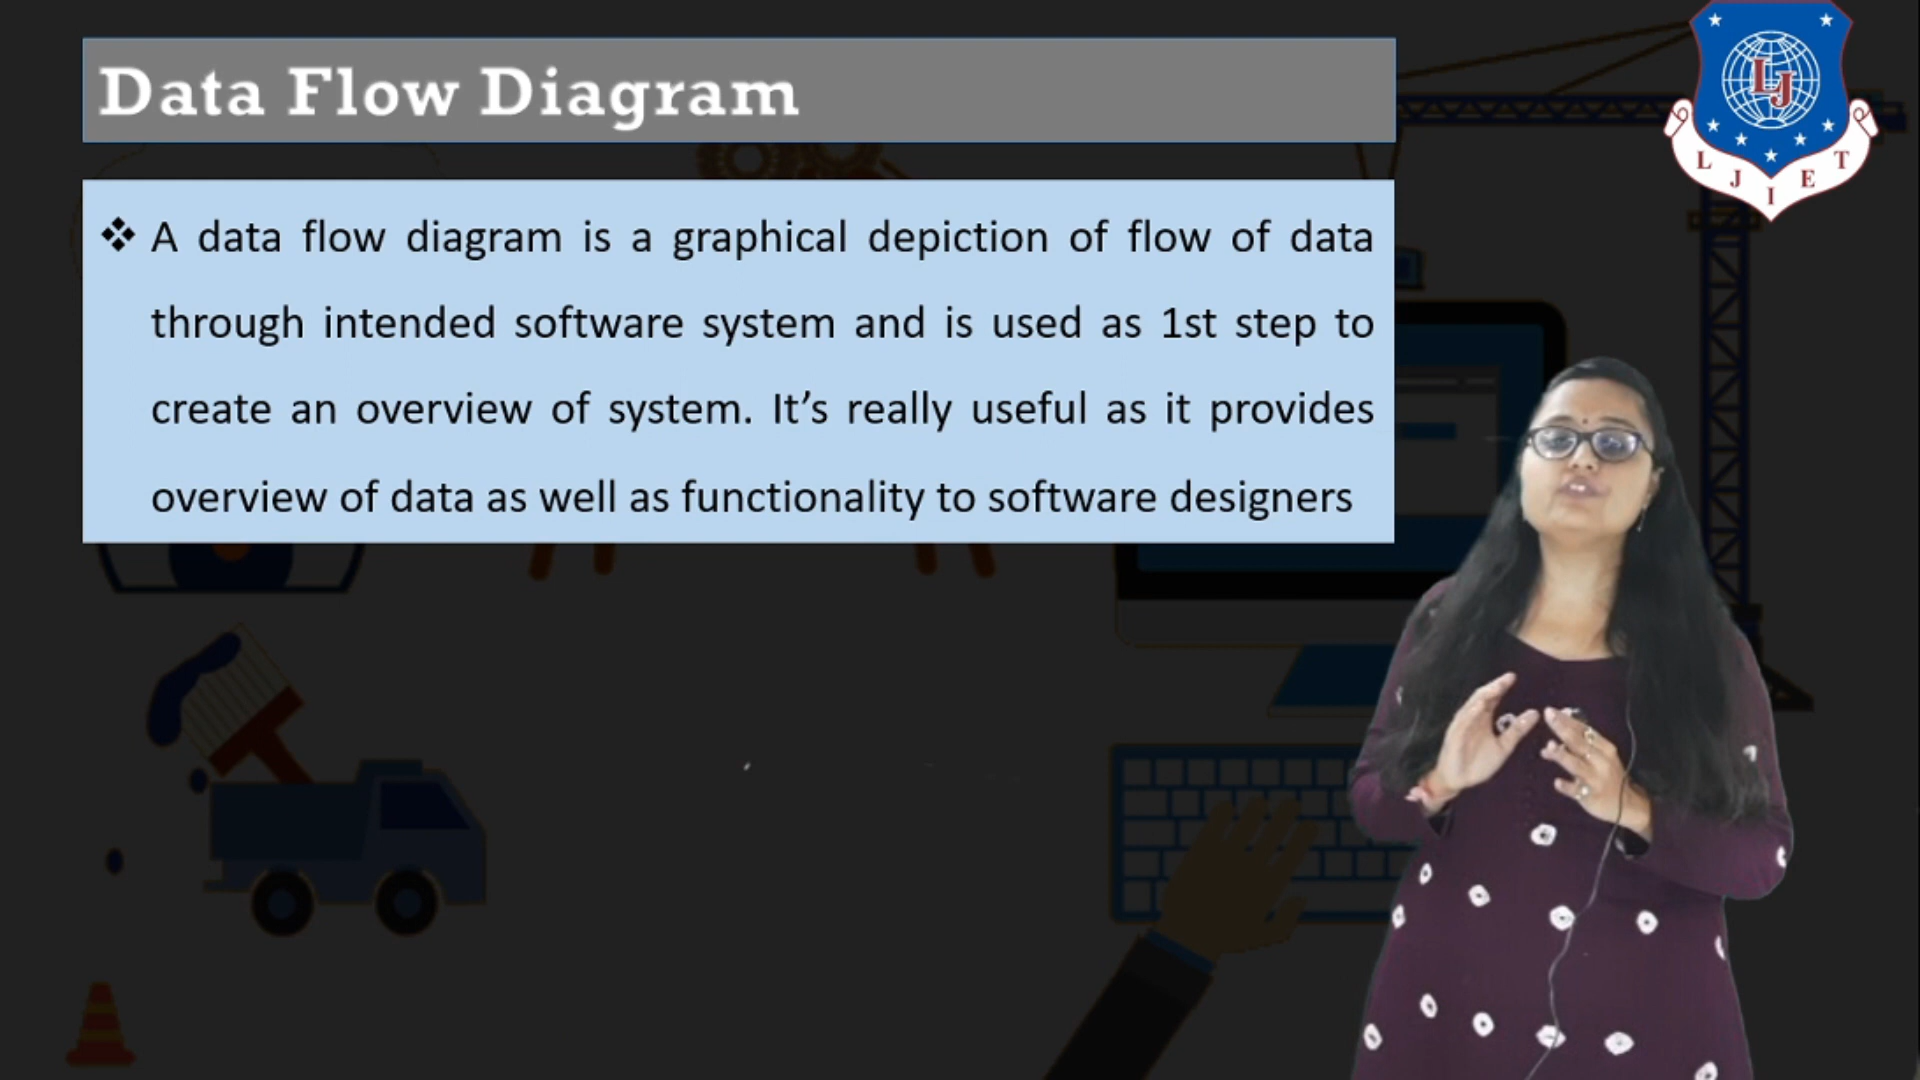 Data Flow Diagram
❖ A data flow diagram is a graphical depiction of flow of data
through intended software system and is used as 1st step to
create an overview of system. It’s really useful as it provides
overview of data as well as functionality to software designers
LJ
L J I E T